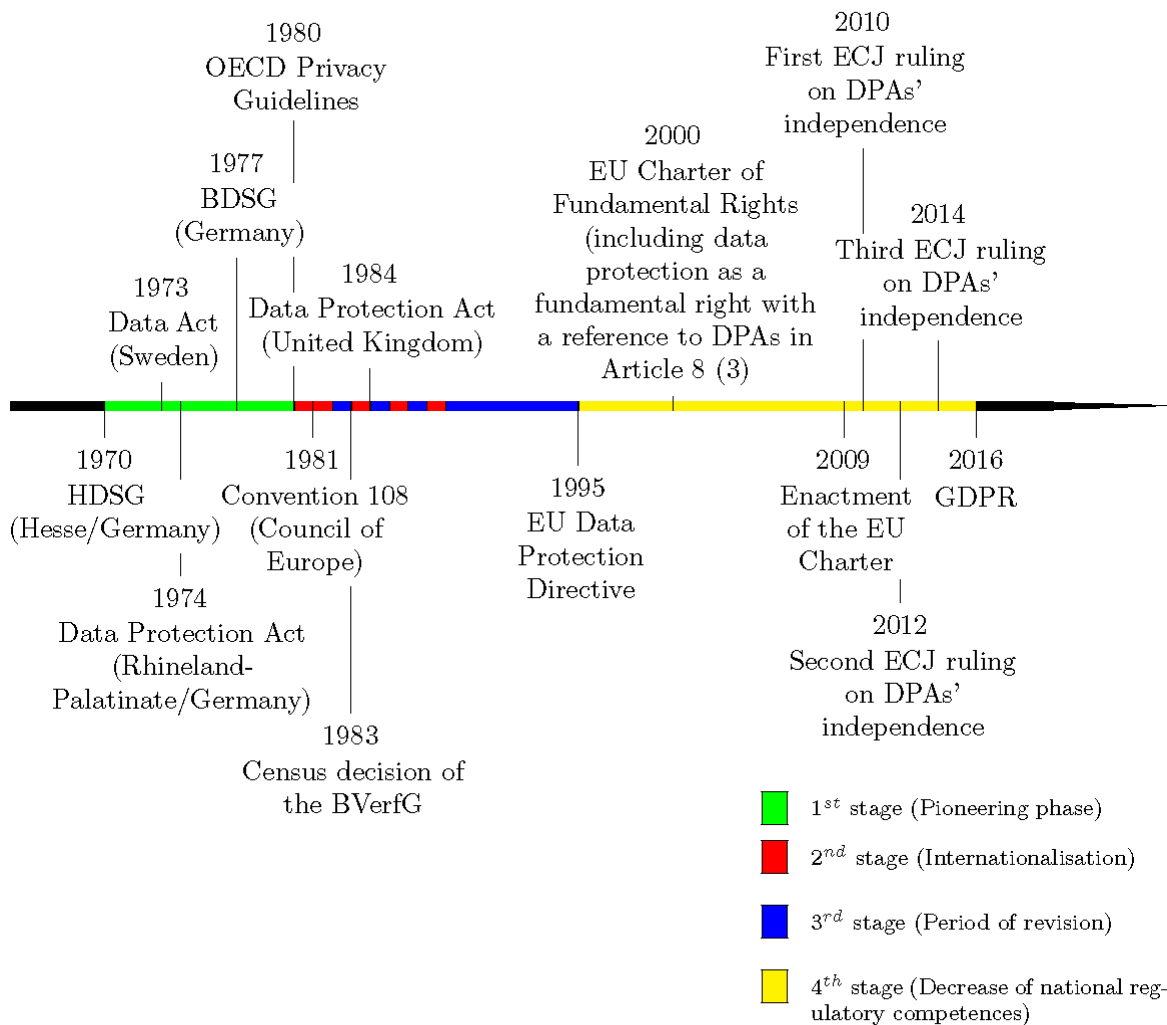 1980
OECD Privacy
Guidelines
1977
BDSG
(Germany)
1973
Data Act
(Sweden)
1984
Data Protection Act
(United Kingdom)
2000
EU Charter of
Fundamental Rights
(including data
protection as a
fundamental right with
a reference to DPAs in
Article 8 (3)
2010
First ECJ ruling
on DPAs'
independence
2014
Third ECJ ruling
on DPAs'
independence
1970
HDSG
(Hesse/Germany)
1974
Data Protection Act
(Rhineland-
Palatinate/Germany)
1981
Convention 108
(Council of
Europe)
1983
Census decision of
the BVerfG
1995
EU Data
Protection
Directive
2009
Enactment
of the EU
Charter
2012
Second ECJ ruling
on DPAs'
independence
2016
GDPR
1st stage (Pioneering phase)
2nd stage (Internationalisation)
3rd stage (Period of revision)
4th stage (Decrease of national reg-
ulatory competences)